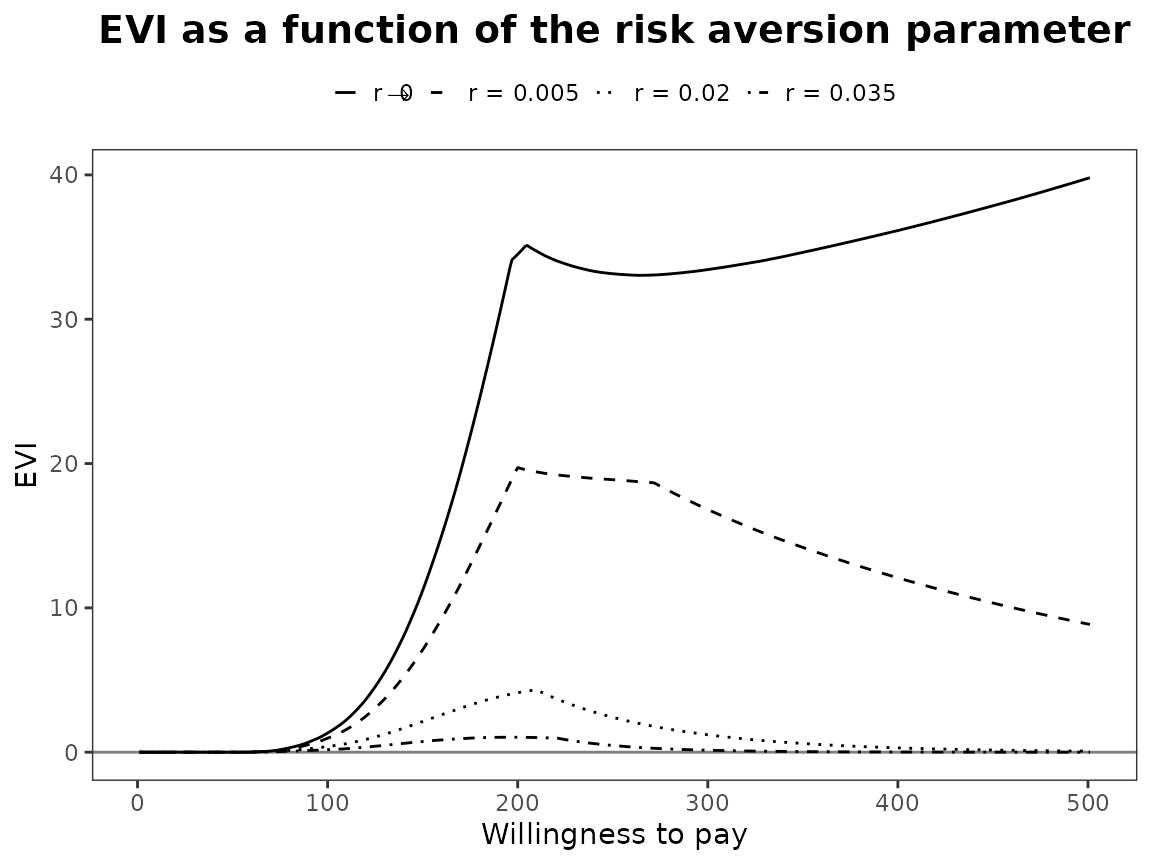 EVI as a function of the risk aversion parameter
r → 0 r = 0.005 r = 0.02 r = 0.035
40
30
20
10
0
EVI
0 100 200 300 400 500
Willingness to pay